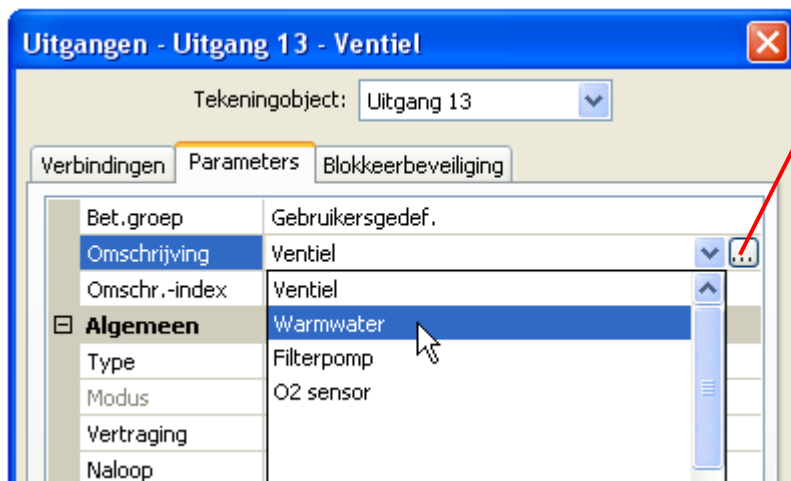 Uitgangen - Uitgang 13 - Ventiel
Tekeningobject: Uitgang 13
Verbindingen Parameters Blokkeerbeveiliging
Bet.groep Gebruikersgedef.
Omschrijving Ventiel ...
Omschr.-index Ventiel
Algemeen Warmwater
Type Filterpomp
Modus O2 sensor
Vertraging
Naloop